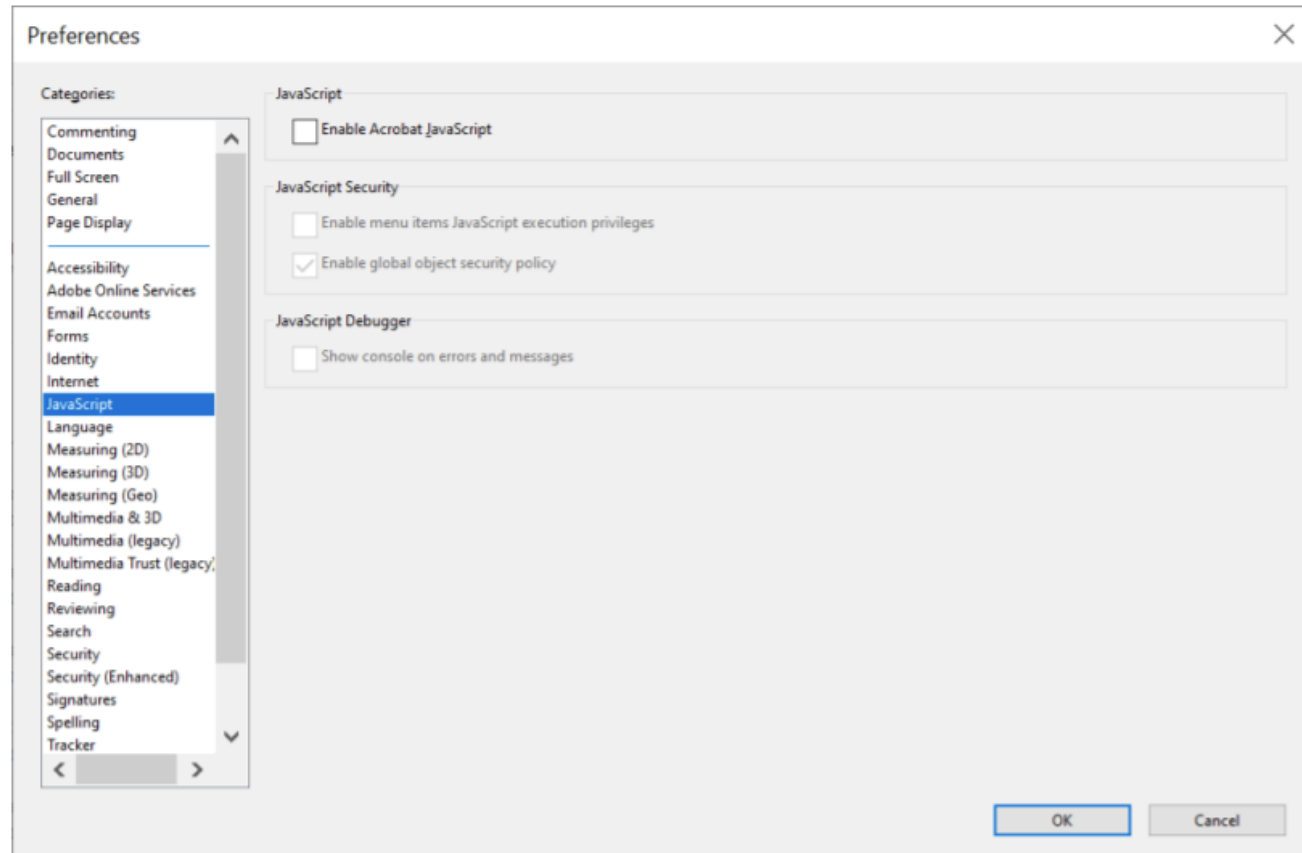 Preferences
Categories:
Commenting
Documents
Full Screen
General
Page Display
Accessibility
Adobe Online Services
Email Accounts
Forms
Identity
Internet
JavaScript
Language
Measuring (2D)
Measuring (3D)
Measuring (Geo)
Multimedia & 3D
Multimedia (legacy)
Multimedia Trust (legacy)
Reading
Reviewing
Search
Security
Security (Enhanced)
Signatures
Spelling
Tracker
JavaScript
Enable Acrobat JavaScript
JavaScript Security
Enable menu items JavaScript execution privileges
Enable global object security policy
JavaScript Debugger
Show console on errors and messages
OK
Cancel